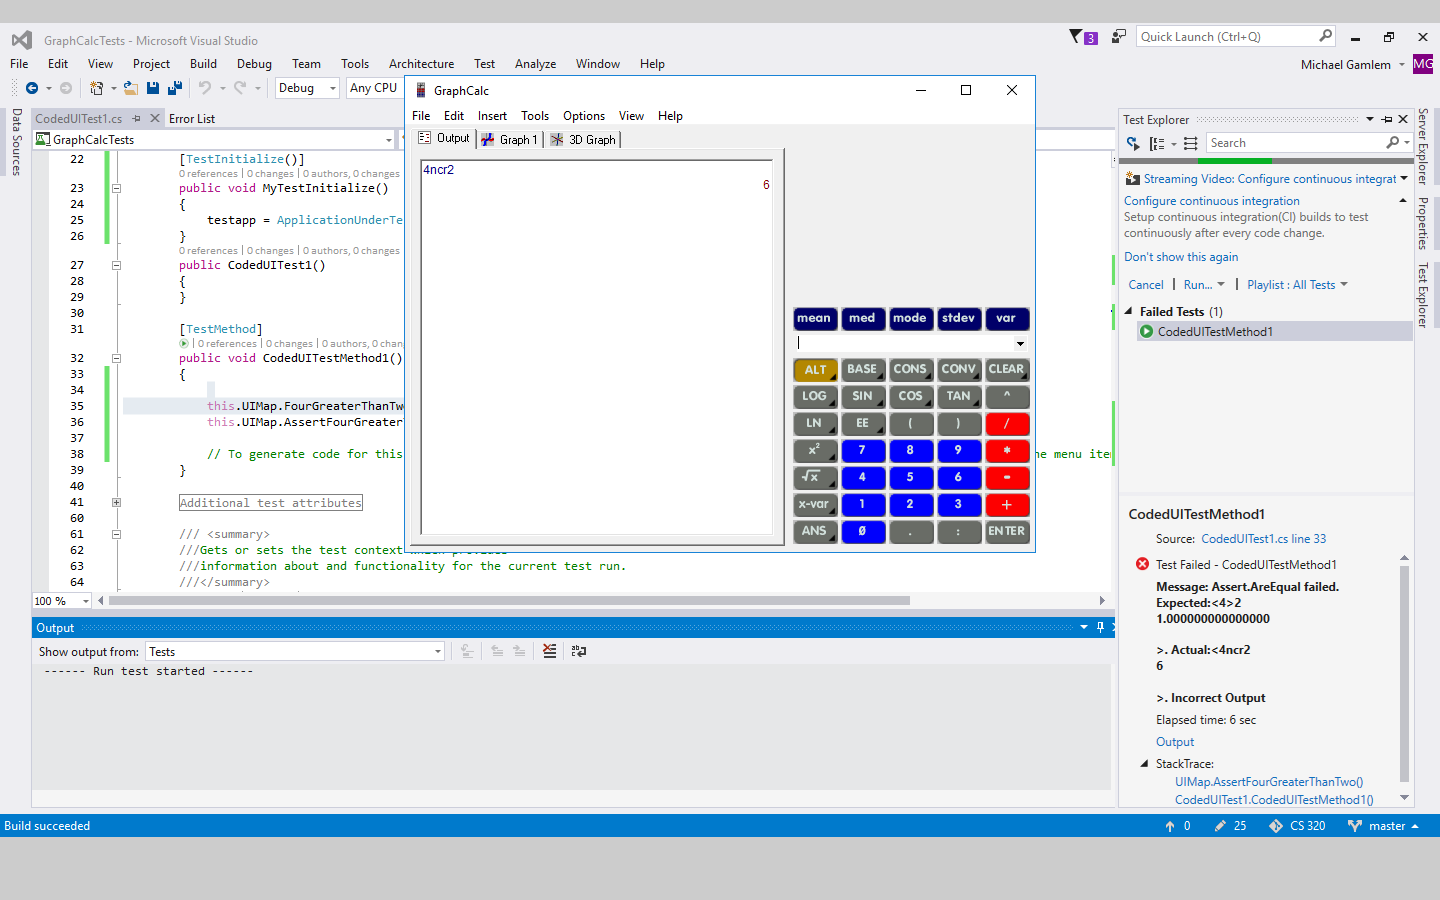 GraphCalcTests - Microsoft Visual Studio
3
Quick Launch (Ctrl+Q)
File Edit View Project Build Debug Team Tools Architecture Test Analyze Window Help
Michael Gamlem MG
Debug Any CPU
Data Sources
CodedUITest1.cs Error List
GraphCalcTests
22 [TestInitialize()]
0 references | 0 changes | 0 authors, 0 changes
23 public void MyTestInitialize()
24 {
25 testapp = ApplicationUnderTe
26 }
0 references | 0 changes | 0 authors, 0 changes
27 public CodedUITest1()
28 {
29 }
30
31 [TestMethod]
0 references | 0 changes | 0 authors, 0 chan
32 public void CodedUITestMethod1()
33 {
34
35 this.UIMap.FourGreaterThanTw
36 this.UIMap.AssertFourGreater
37
38 // To generate code for this
ne menu item
39 }
40
41 Additional test attributes
60
61 /// <summary>
62 ///Gets or sets the test context which provides
63 ///information about and functionality for the current test run.
64 ///</summary>
100 %
GraphCalc
File Edit Insert Tools Options View Help
Output Graph 1 3D Graph
4ncr2
6
mean med mode stdev var
ALT BASE CONS CONV CLEAR
LOG SIN COS TAN ^
LN EE ( ) /
x² 7 8 9 *
√x 4 5 6 -
x-var 1 2 3 +
ANS 0 . : ENTER
Output
Show output from: Tests
------ Run test started ------
Test Explorer
Search
Streaming Video: Configure continuous integrat
Configure continuous integration
Setup continuous integration(CI) builds to test
continuously after every code change.
Don't show this again
Cancel | Run... | Playlist : All Tests
Failed Tests (1)
CodedUITestMethod1
CodedUITestMethod1
Source: CodedUITest1.cs line 33
Test Failed - CodedUITestMethod1
Message: Assert.AreEqual failed.
Expected:<4>2
1.000000000000000
>. Actual:<4ncr2
6
>. Incorrect Output
Elapsed time: 6 sec
Output
StackTrace:
UIMap.AssertFourGreaterThanTwo()
CodedUITest1.CodedUITestMethod1()
Server Explorer
Properties
Test Explorer
Build succeeded
0 25 CS 320 master